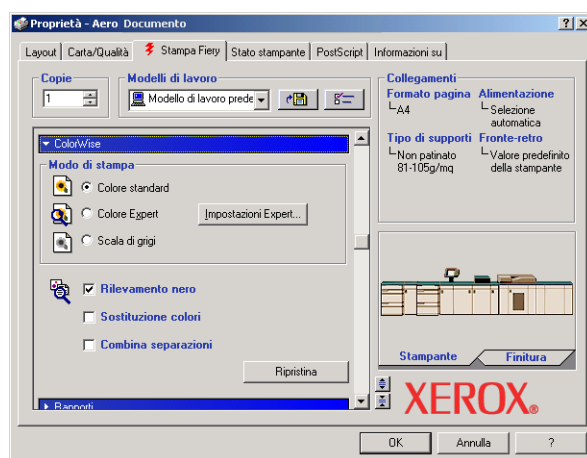 Proprietà - Aero Documento
Layout Carta/Qualità Stampa Fiery Stato stampante PostScript Informazioni su
Copie
1
Modelli di lavoro
Modello di lavoro prede
ColorWise
Modo di stampa
Colore standard
Colore Expert
Impostazioni Expert...
Scala di grigi
Rilevamento nero
Sostituzione colori
Combina separazioni
Ripristina
Rapporti
Collegamenti
Formato pagina
A4
Alimentazione
Selezione
automatica
Tipo di supporti
Non patinato
81-105g/mq
Fronte-retro
Valore predefinito
della stampante
Stampante
Finitura
XEROX®
OK
Annulla
?